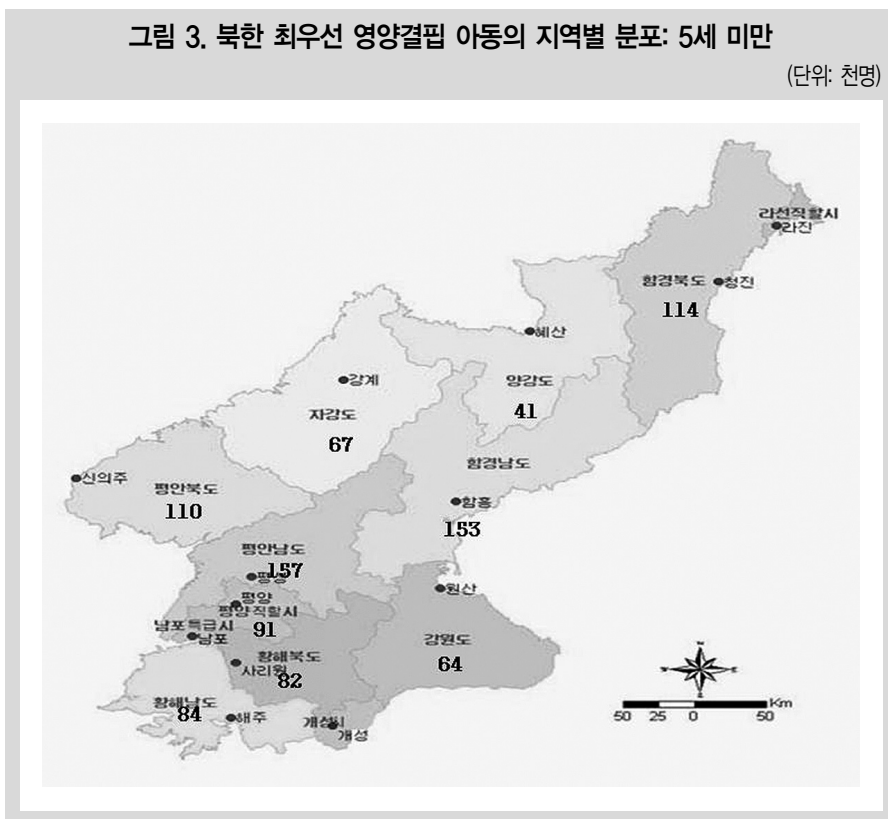 그림 3. 북한 최우선 영양결핍 아동의 지역별 분포: 5세 미만
(단위: 천명)
라선직할시
라진
함경북도
청진
114
혜산
강계
양강도
41
자강도
67
함경남도
신의주
평안북도
110
함흥
153
평안남도
157
원산
평양
평양직할시
남포특급시
91
남포
강원도
64
황해북도
사리원
82
황해남도
84
해주
개성시
개성
N
Km
50 25 0 50